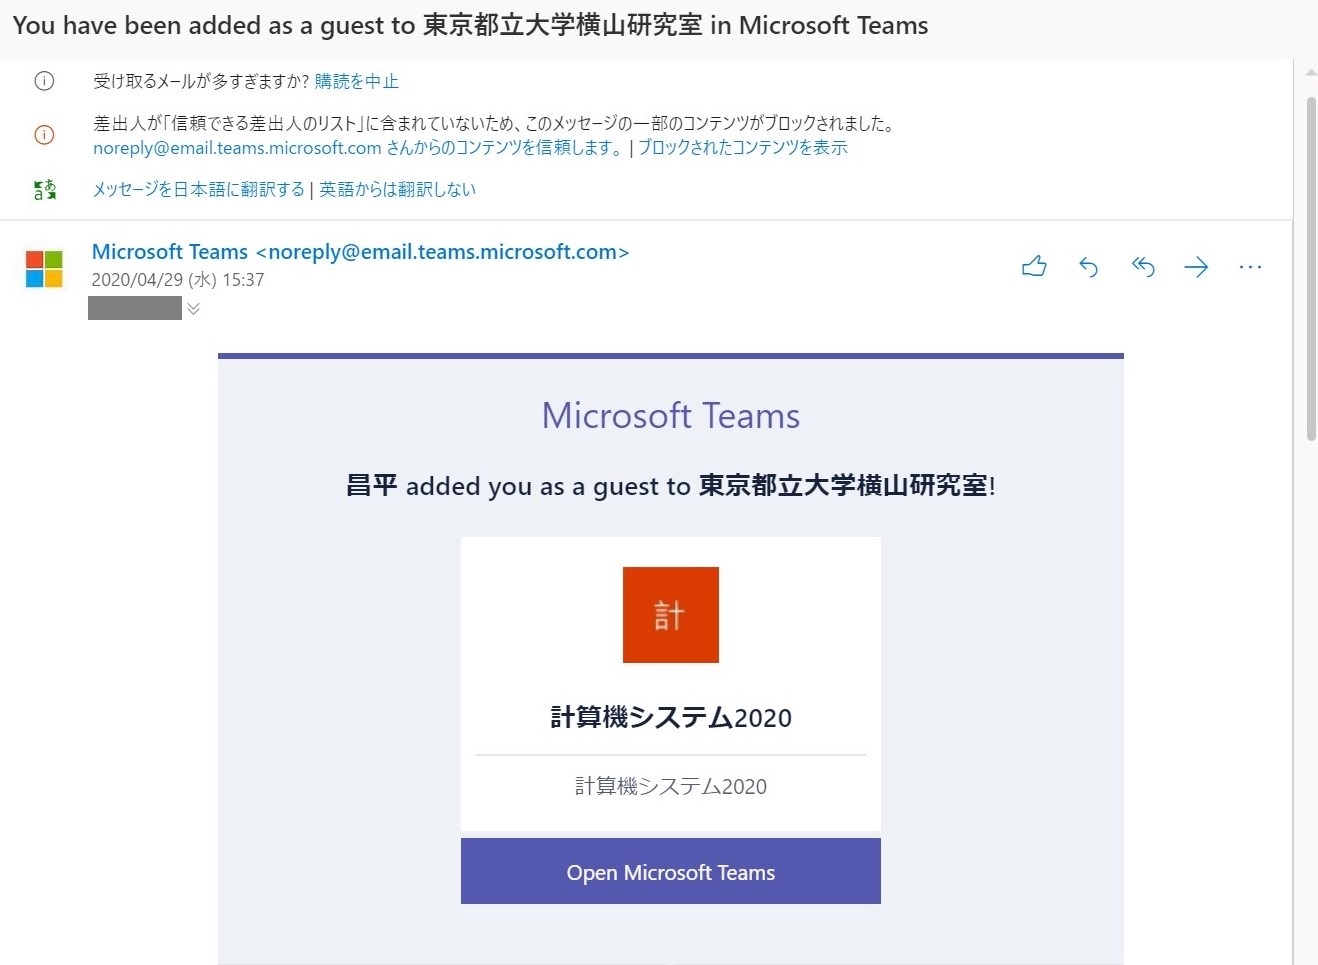 You have been added as a guest to 東京都立大学横山研究室 in Microsoft Teams
受け取るメールが多すぎますか? 購読を中止
差出人が「信頼できる差出人のリスト」に含まれていないため、このメッセージの一部のコンテンツがブロックされました。
noreply@email.teams.microsoft.com さんからのコンテンツを信頼します。 | ブロックされたコンテンツを表示
メッセージを日本語に翻訳する | 英語からは翻訳しない
Microsoft Teams <noreply@email.teams.microsoft.com>
2020/04/29 (水) 15:37
Microsoft Teams
昌平 added you as a guest to 東京都立大学横山研究室!
計
計算機システム2020
計算機システム2020
Open Microsoft Teams